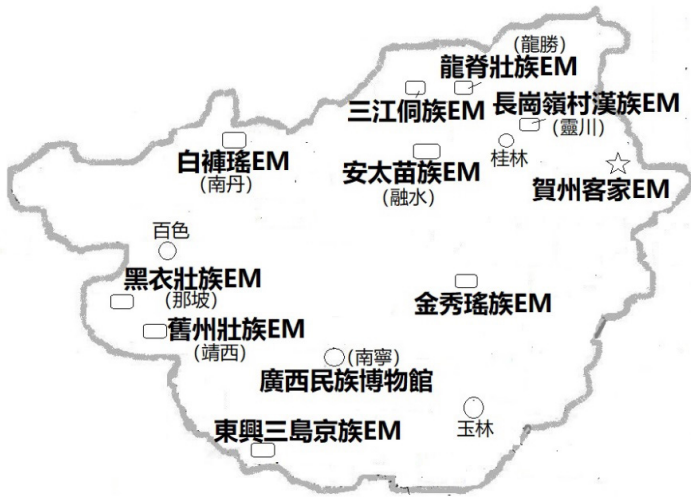 (龍勝)
龍脊壯族EM
三江侗族EM
長崗嶺村漢族EM
(靈川)
桂林
白褲瑤EM
(南丹)
安太苗族EM
(融水)
賀州客家EM
百色
黑衣壯族EM
(那坡)
金秀瑤族EM
舊州壯族EM
(靖西)
(南寧)
廣西民族博物館
東興三島京族EM
玉林